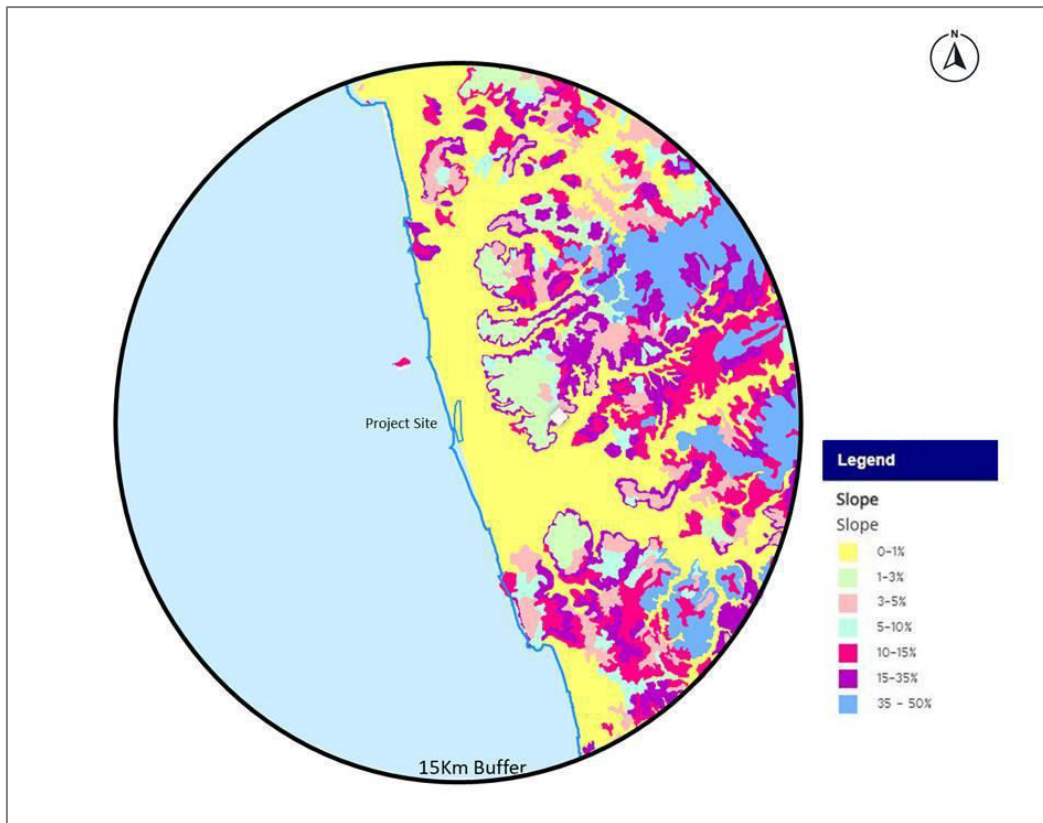 N
Project Site
Legend
Slope
Slope
0-1%
1-3%
3-5%
5-10%
10-15%
15-35%
35 - 50%
15Km Buffer